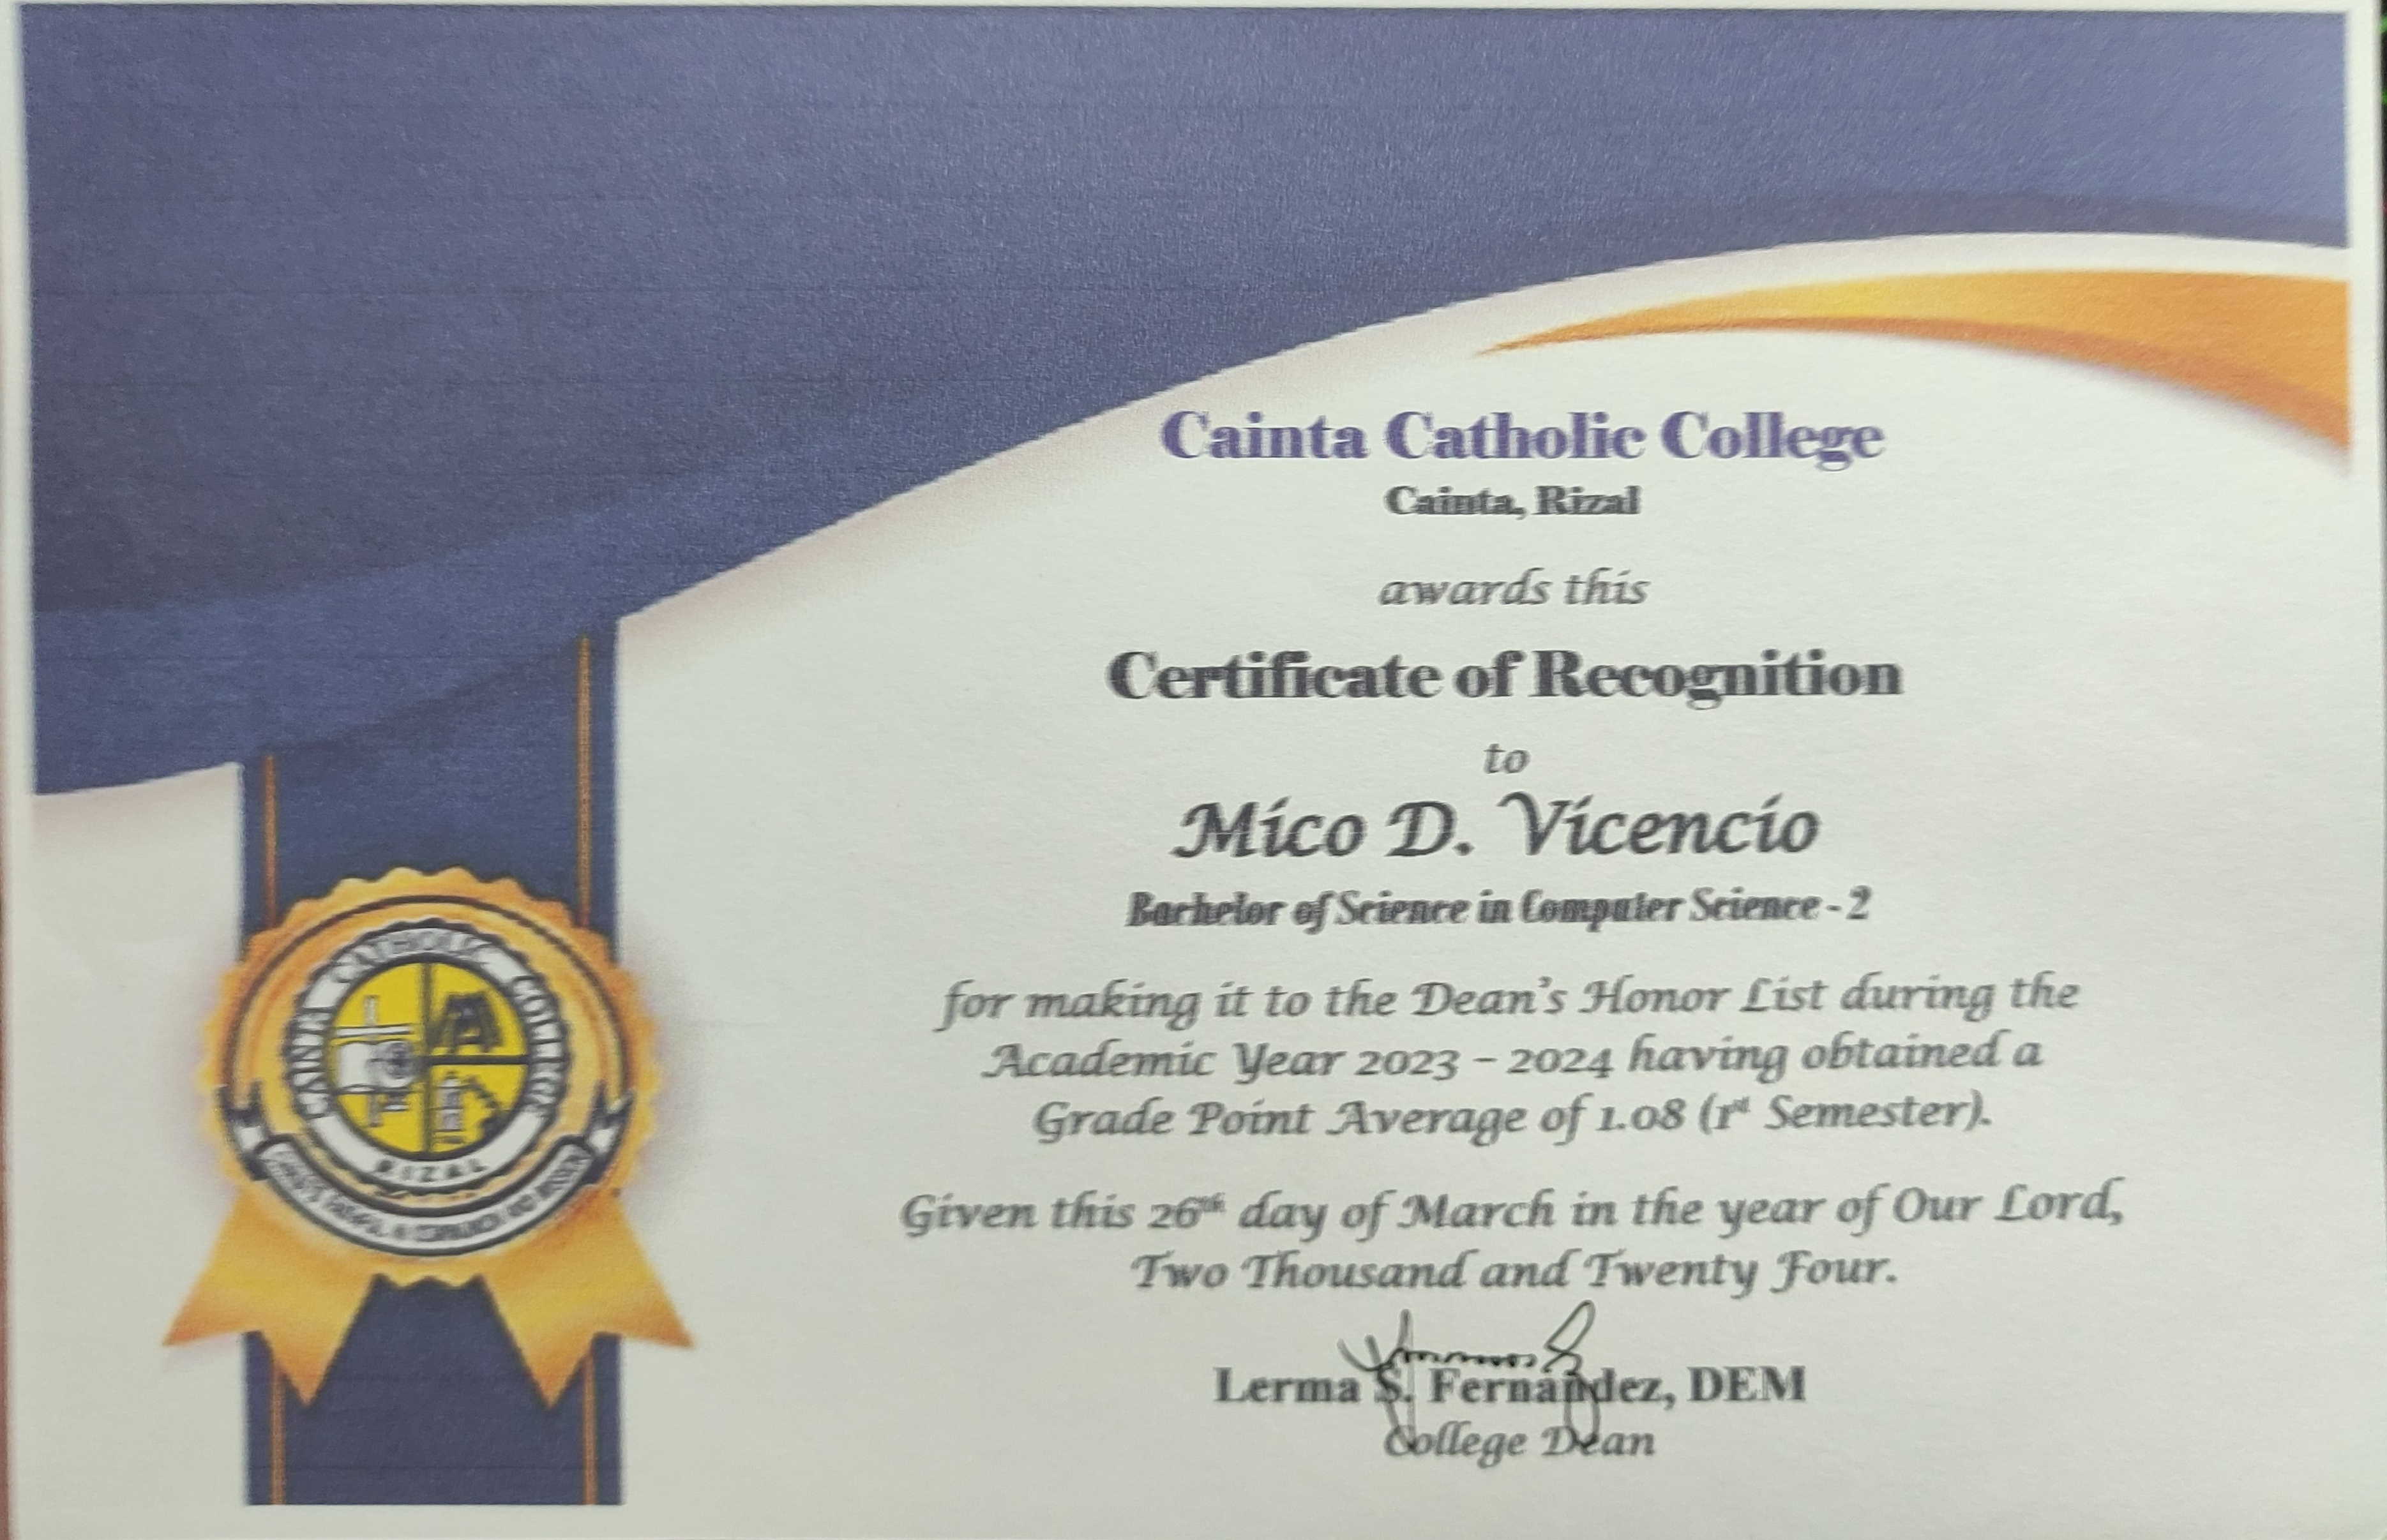 Cainta Catholic College
Cainta, Rizal
awards this
Certificate of Recognition
to
Mico D. Vicencio
Bachelor of Science in Computer Science - 2
for making it to the Dean's Honor List during the
Academic Year 2023 – 2024 having obtained a
Grade Point Average of 1.08 (1st Semester).
Given this 26th day of March in the year of Our Lord,
Two Thousand and Twenty Four.
Lerma S. Fernandez, DEM
College Dean
CAINTA CATHOLIC COLLEGE
RIZAL